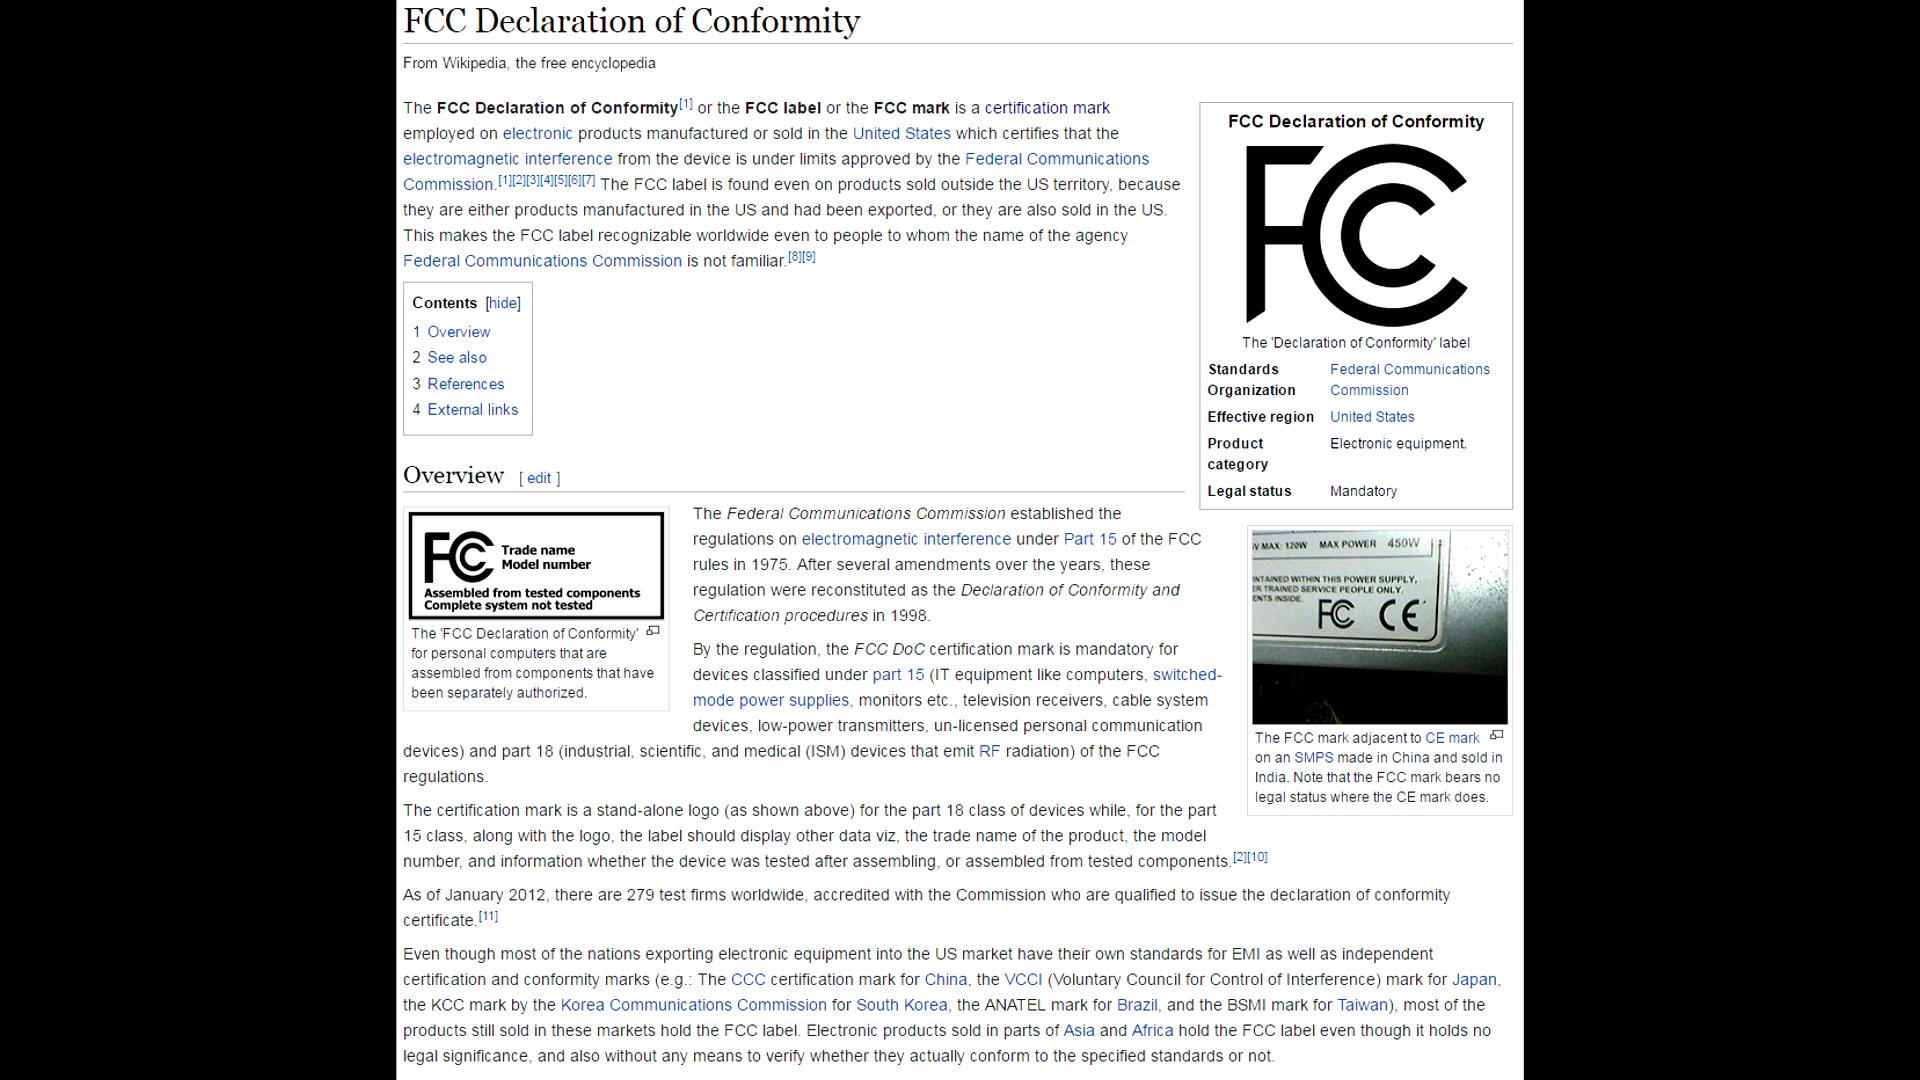 FCC Declaration of Conformity
From Wikipedia, the free encyclopedia
The FCC Declaration of Conformity[1] or the FCC label or the FCC mark is a certification mark
employed on electronic products manufactured or sold in the United States which certifies that the
electromagnetic interference from the device is under limits approved by the Federal Communications
Commission.[1][2][3][4][5][6][7] The FCC label is found even on products sold outside the US territory, because
they are either products manufactured in the US and had been exported, or they are also sold in the US.
This makes the FCC label recognizable worldwide even to people to whom the name of the agency
Federal Communications Commission is not familiar.[8][9]
FCC Declaration of Conformity
FCC
The 'Declaration of Conformity' label
Standards Organization Federal Communications Commission
Effective region United States
Product category Electronic equipment.
Legal status Mandatory
Contents [hide]
1 Overview
2 See also
3 References
4 External links
Overview [ edit ]
FC Trade name
Model number
Assembled from tested components
Complete system not tested
The 'FCC Declaration of Conformity'
for personal computers that are
assembled from components that have
been separately authorized.
The Federal Communications Commission established the
regulations on electromagnetic interference under Part 15 of the FCC
rules in 1975. After several amendments over the years, these
regulation were reconstituted as the Declaration of Conformity and
Certification procedures in 1998.
By the regulation, the FCC DoC certification mark is mandatory for
devices classified under part 15 (IT equipment like computers, switched-
mode power supplies, monitors etc., television receivers, cable system
devices, low-power transmitters, un-licensed personal communication
devices) and part 18 (industrial, scientific, and medical (ISM) devices that emit RF radiation) of the FCC
regulations.
V MAX: 120W MAX POWER 450W
NTAINED WITHIN THIS POWER SUPPLY,
ER TRAINED SERVICE PEOPLE ONLY.
ENTS INSIDE.
FC CE
The FCC mark adjacent to CE mark
on an SMPS made in China and sold in
India. Note that the FCC mark bears no
legal status where the CE mark does.
The certification mark is a stand-alone logo (as shown above) for the part 18 class of devices while, for the part
15 class, along with the logo, the label should display other data viz, the trade name of the product, the model
number, and information whether the device was tested after assembling, or assembled from tested components.[2][10]
As of January 2012, there are 279 test firms worldwide, accredited with the Commission who are qualified to issue the declaration of conformity
certificate.[11]
Even though most of the nations exporting electronic equipment into the US market have their own standards for EMI as well as independent
certification and conformity marks (e.g.: The CCC certification mark for China, the VCCI (Voluntary Council for Control of Interference) mark for Japan,
the KCC mark by the Korea Communications Commission for South Korea, the ANATEL mark for Brazil, and the BSMI mark for Taiwan), most of the
products still sold in these markets hold the FCC label. Electronic products sold in parts of Asia and Africa hold the FCC label even though it holds no
legal significance, and also without any means to verify whether they actually conform to the specified standards or not.